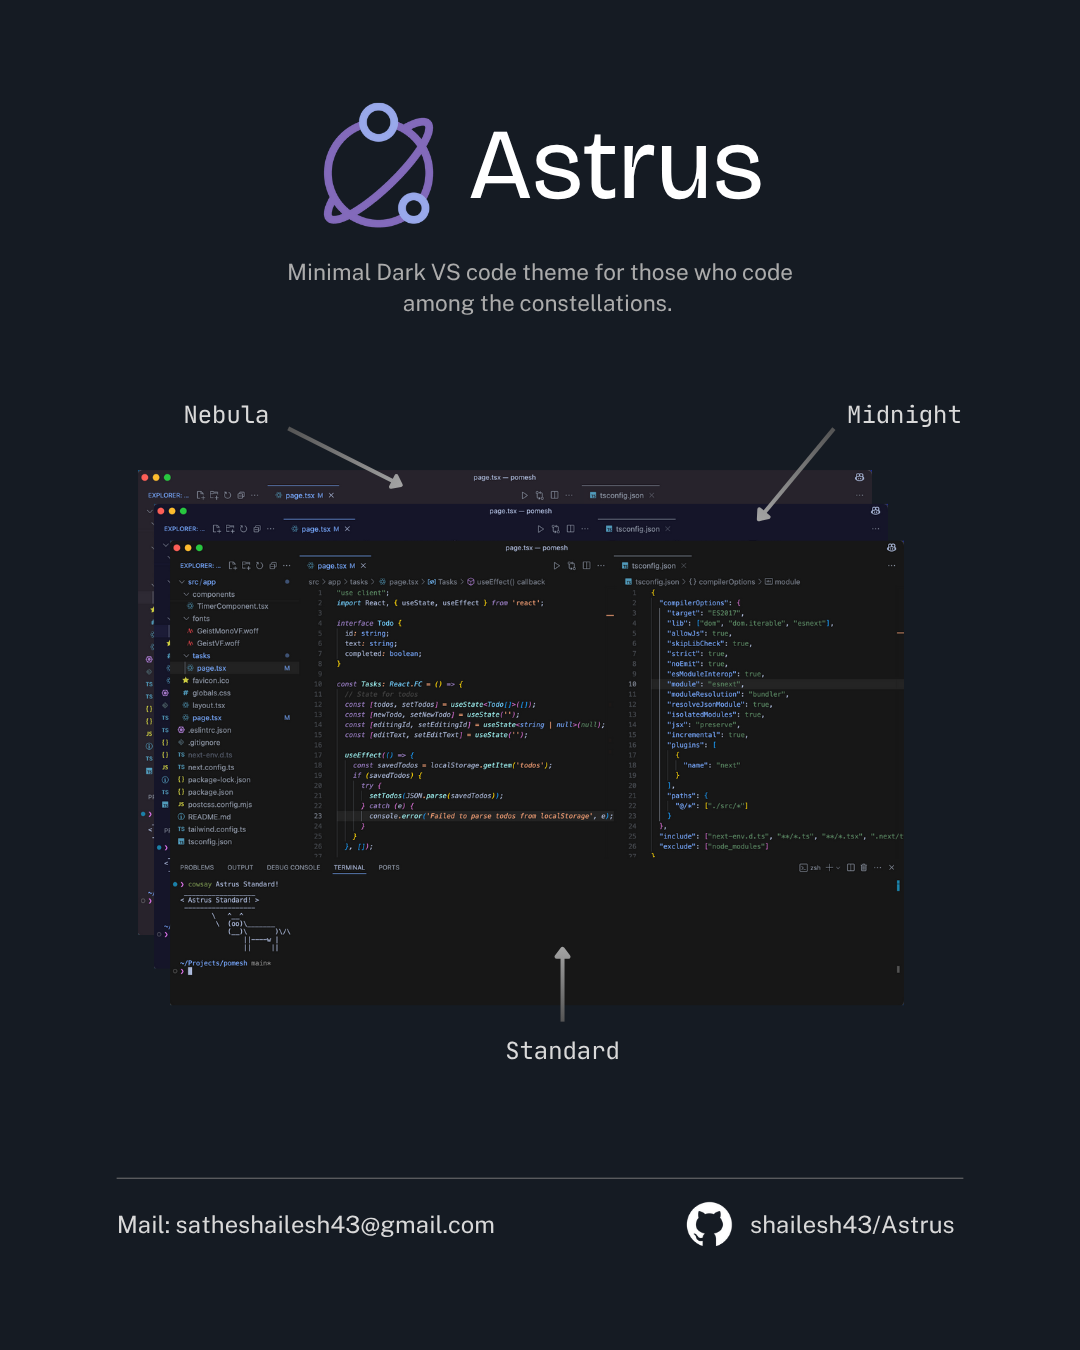 Astrus
Minimal Dark VS code theme for those who code
among the constellations.
Nebula
Midnight
page.tsx — pomesh
EXPLORER: ...
page.tsx M
tsconfig.json
page.tsx — pomesh
EXPLORER: ...
page.tsx M
tsconfig.json
page.tsx — pomesh
EXPLORER: ...
page.tsx M
tsconfig.json
src/app
components
TimerComponent.tsx
fonts
GeistMonoVF.woff
GeistVF.woff
tasks
page.tsx M
favicon.ico
globals.css
layout.tsx
page.tsx M
.eslintrc.json
.gitignore
next-env.d.ts
next.config.ts
package-lock.json
package.json
postcss.config.mjs
README.md
tailwind.config.ts
tsconfig.json
src > app > tasks > page.tsx > Tasks > useEffect() callback
1 "use client";
2 import React, { useState, useEffect } from 'react';
3
4 interface Todo {
5 id: string;
6 text: string;
7 completed: boolean;
8 }
9
10 const Tasks: React.FC = () => {
11 // State for todos
12 const [todos, setTodos] = useState<Todo[]>([]);
13 const [newTodo, setNewTodo] = useState('');
14 const [editingId, setEditingId] = useState<string | null>(null);
15 const [editText, setEditText] = useState('');
16
17 useEffect(() => {
18 const savedTodos = localStorage.getItem('todos');
19 if (savedTodos) {
20 try {
21 setTodos(JSON.parse(savedTodos));
22 } catch (e) {
23 console.error('Failed to parse todos from localStorage', e);
24 }
25 }
26 }, []);
27
tsconfig.json > {} compilerOptions > module
1 {
2 "compilerOptions": {
3 "target": "ES2017",
4 "lib": ["dom", "dom.iterable", "esnext"],
5 "allowJs": true,
6 "skipLibCheck": true,
7 "strict": true,
8 "noEmit": true,
9 "esModuleInterop": true,
10 "module": "esnext",
11 "moduleResolution": "bundler",
12 "resolveJsonModule": true,
13 "isolatedModules": true,
14 "jsx": "preserve",
15 "incremental": true,
16 "plugins": [
17 {
18 "name": "next"
19 }
20 ],
21 "paths": {
22 "@/*": ["./src/*"]
23 }
24 },
25 "include": ["next-env.d.ts", "**/*.ts", "**/*.tsx", ".next/t
26 "exclude": ["node_modules"]
27 }
PROBLEMS OUTPUT DEBUG CONSOLE TERMINAL PORTS
zsh
❯ cowsay Astrus Standard!
< Astrus Standard! >
\ ^__^
\ (oo)\_______
(__)\ )\/\
||----w |
|| ||
~/Projects/pomesh main*
❯
Standard
Mail: satheshailesh43@gmail.com
shailesh43/Astrus